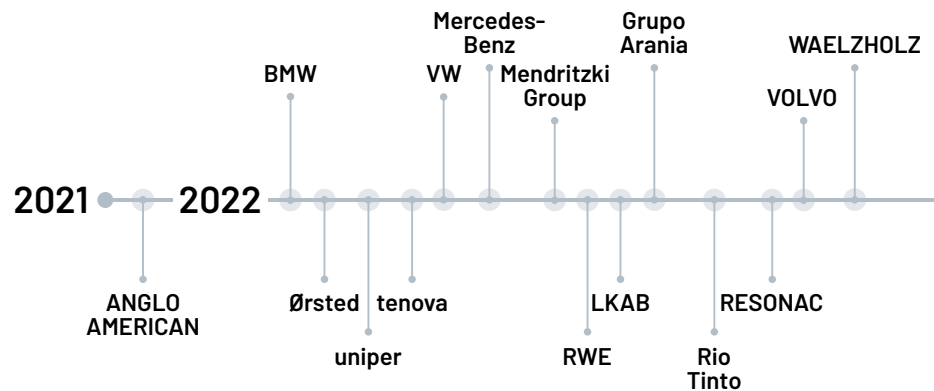 Mercedes-
Benz
Grupo
Arania
WAELZHOLZ
BMW
VW
Mendritzki
Group
VOLVO
2021
2022
ANGLO
AMERICAN
Ørsted
tenova
LKAB
RESONAC
uniper
RWE
Rio
Tinto